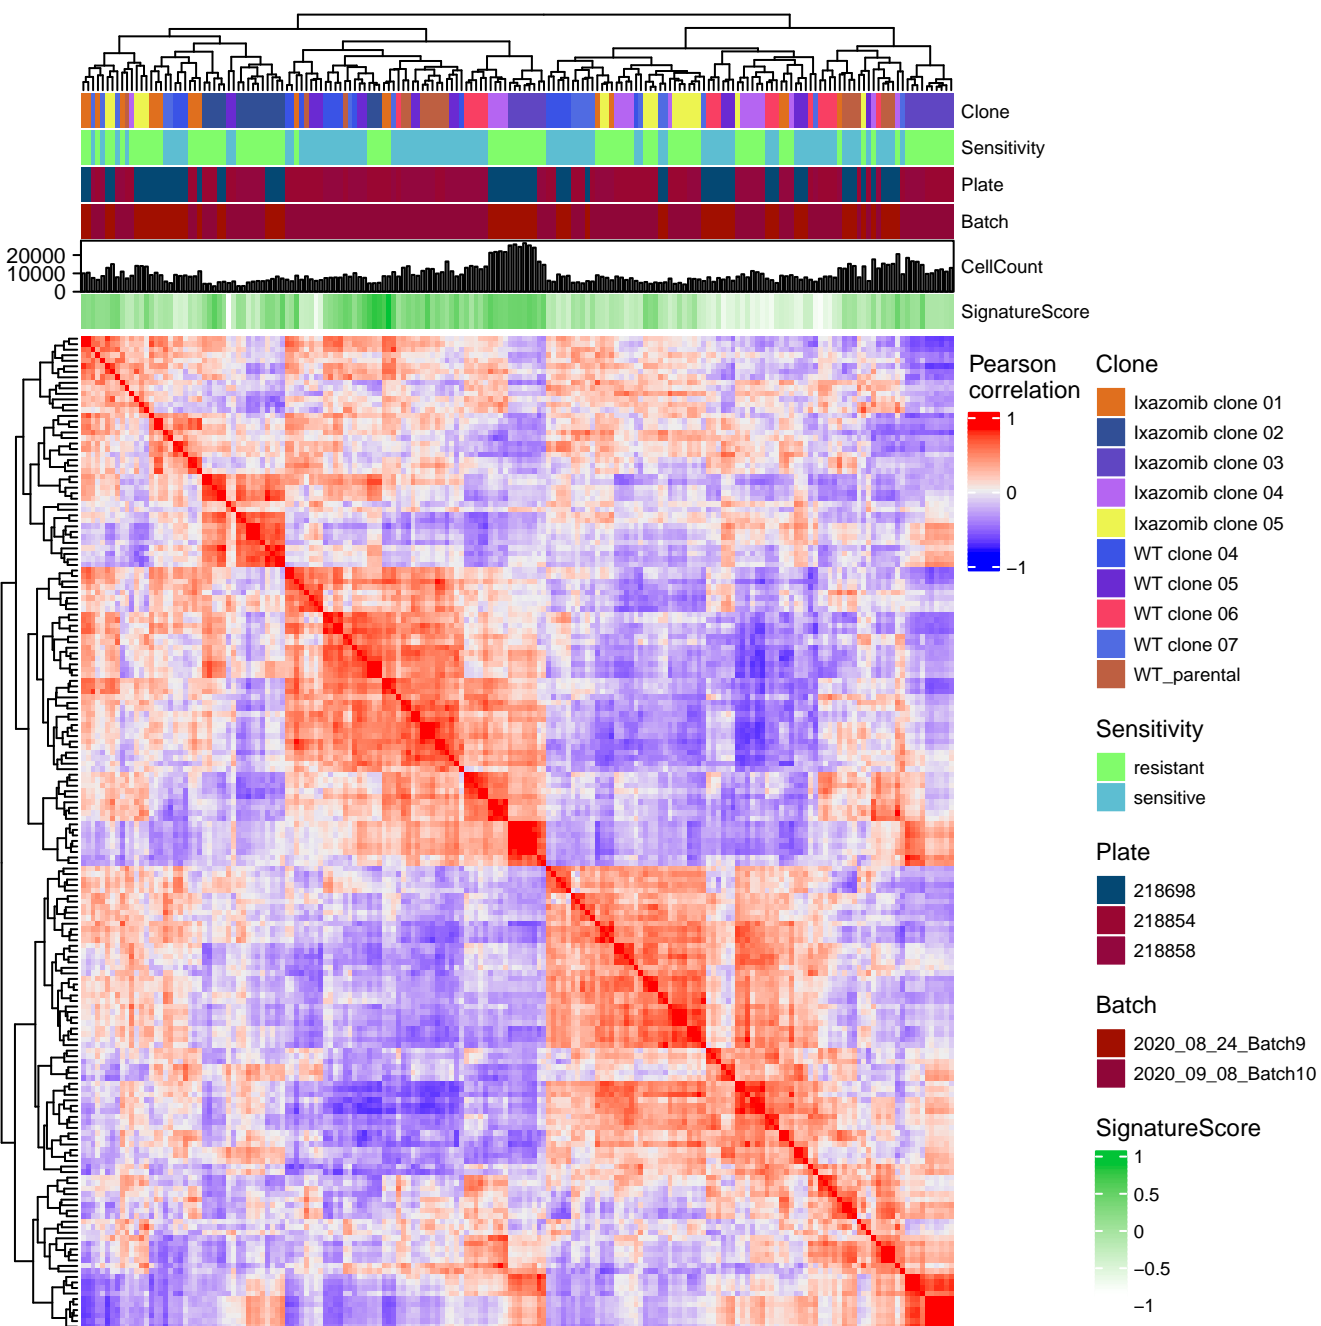 Clone
Sensitivity
Plate
Batch
20000
10000
0
CellCount
SignatureScore
Pearson
correlation
1
0
−1
Clone
Ixazomib clone 01
Ixazomib clone 02
Ixazomib clone 03
Ixazomib clone 04
Ixazomib clone 05
WT clone 04
WT clone 05
WT clone 06
WT clone 07
WT_parental
Sensitivity
resistant
sensitive
Plate
218698
218854
218858
Batch
2020_08_24_Batch9
2020_09_08_Batch10
SignatureScore
1
0.5
0
−0.5
−1